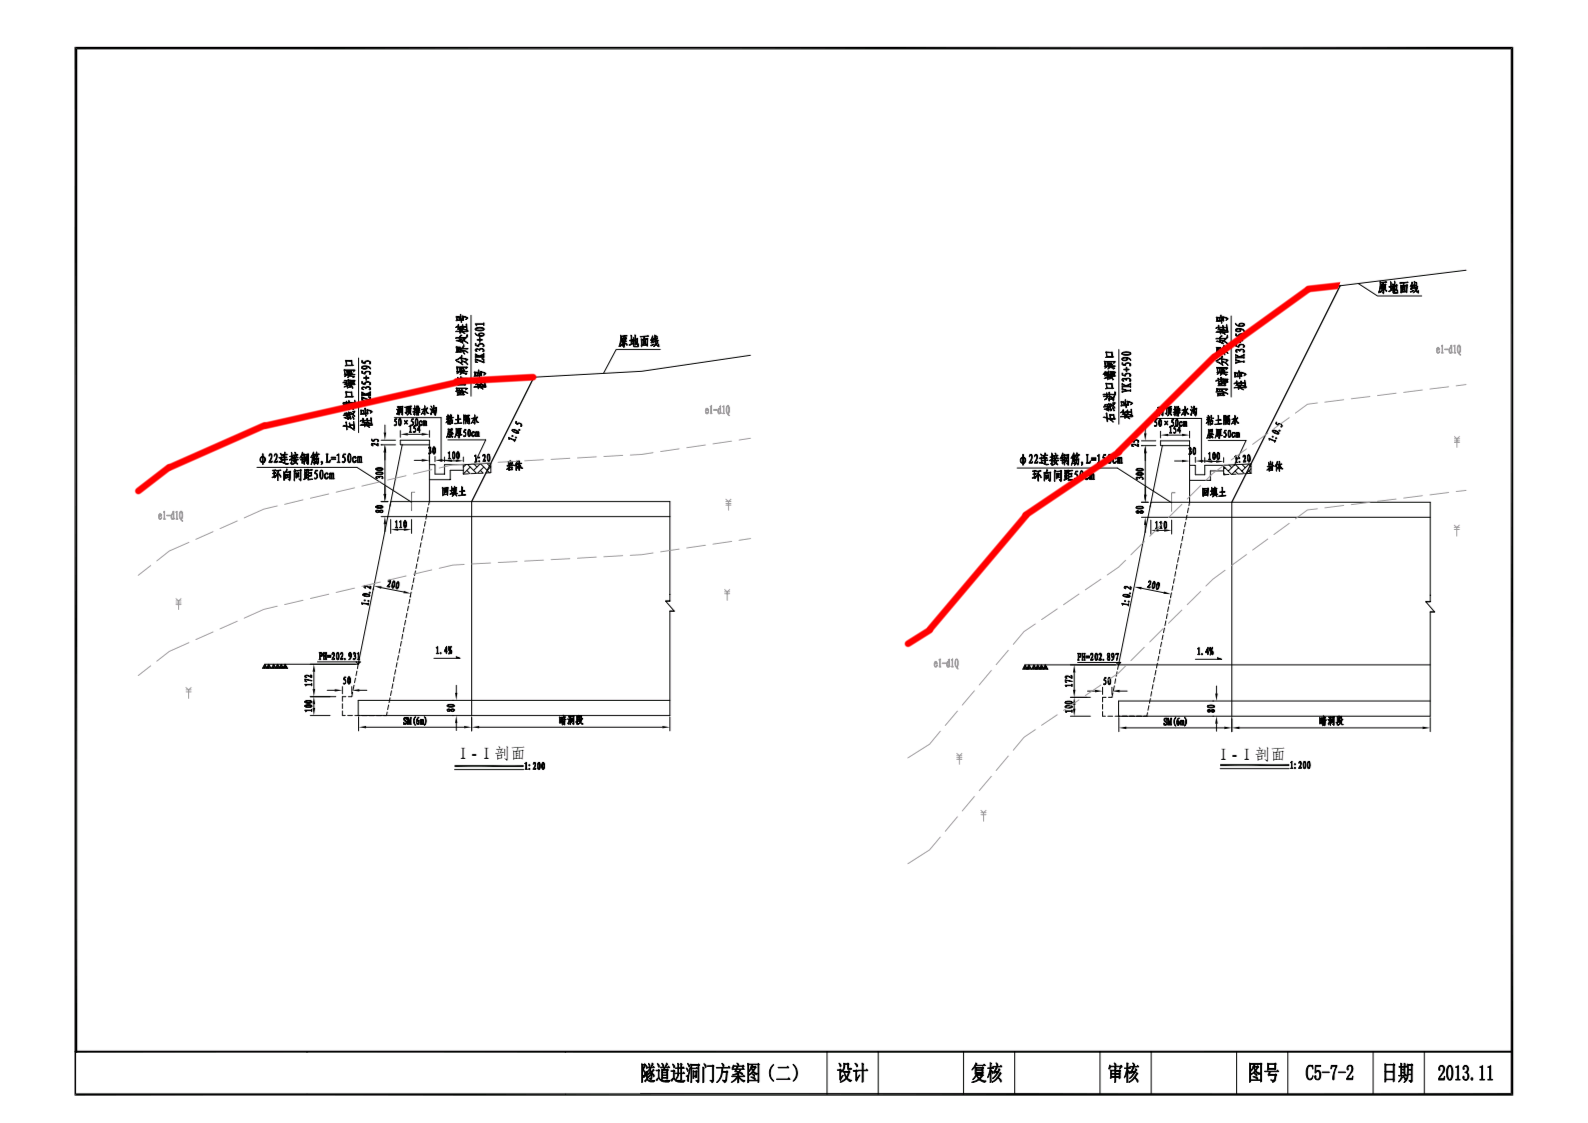 左线进口端洞口
桩号 ZK35+595
明暗洞分界处桩号
桩号 ZK35+601
原地面线
洞顶排水沟
50×50cm
154
粘土隔水
层厚50cm
1:0.5
el-dlQ
25
30
100
1:20
岩体
φ22连接钢筋,L=150cm
环向间距50cm
300
回填土
el-dlQ
80
110
1:0.2
200
PH=202.931
1.4%
172
50
100
80
SM(6m)
暗洞段
I-I剖面
1:200
右线进口端洞口
桩号 YK35+590
明暗洞分界处桩号
原地面线
el-dlQ
洞顶排水沟
50×50cm
154
粘土隔水
层厚50cm
1:0.5
25
30
100
1:20
岩体
φ22连接钢筋,L=150cm
环向间距50cm
300
回填土
80
110
1:0.2
200
el-dlQ
PH=202.897
1.4%
172
50
100
80
SM(6m)
暗洞段
I-I剖面
1:200
隧道进洞门方案图（二） 设计 复核 审核 图号 C5-7-2 日期 2013.11